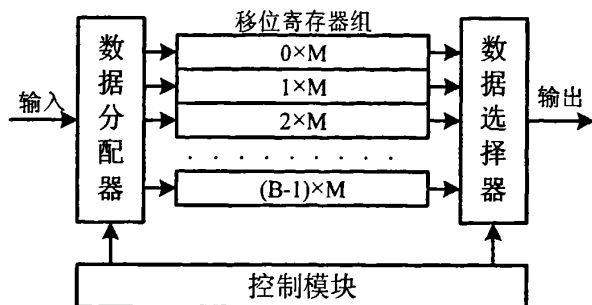 移位寄存器组
数据分配器
0×M
1×M
2×M
(B-1)×M
数据选择器
输入
输出
控制模块